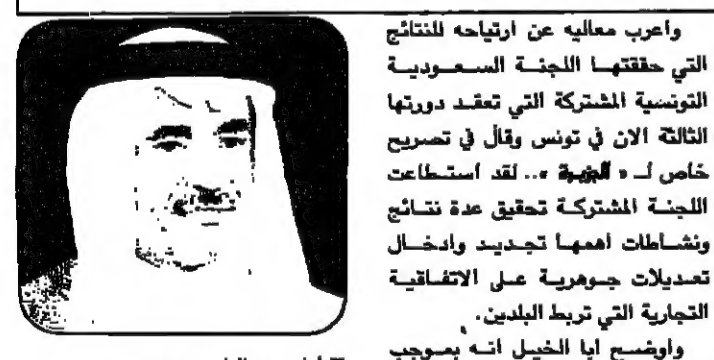 واعرب معاليه عن ارتياحه للنتائج
التي حققتها اللجنة السعودية
التونسية المشتركة التي تعقد دورتها
الثالثة الان في تونس وقال في تصريح
خاص لـ « الجزيرة ».. لقد استطاعت
اللجنة المشتركة تحقيق عدة نتائج
ونشاطات اهمها تجديد وادخال
تعديلات جوهرية على الاتفاقية
التجارية التي تربط البلدين.
واوضح ابا الخيل انه بموجب